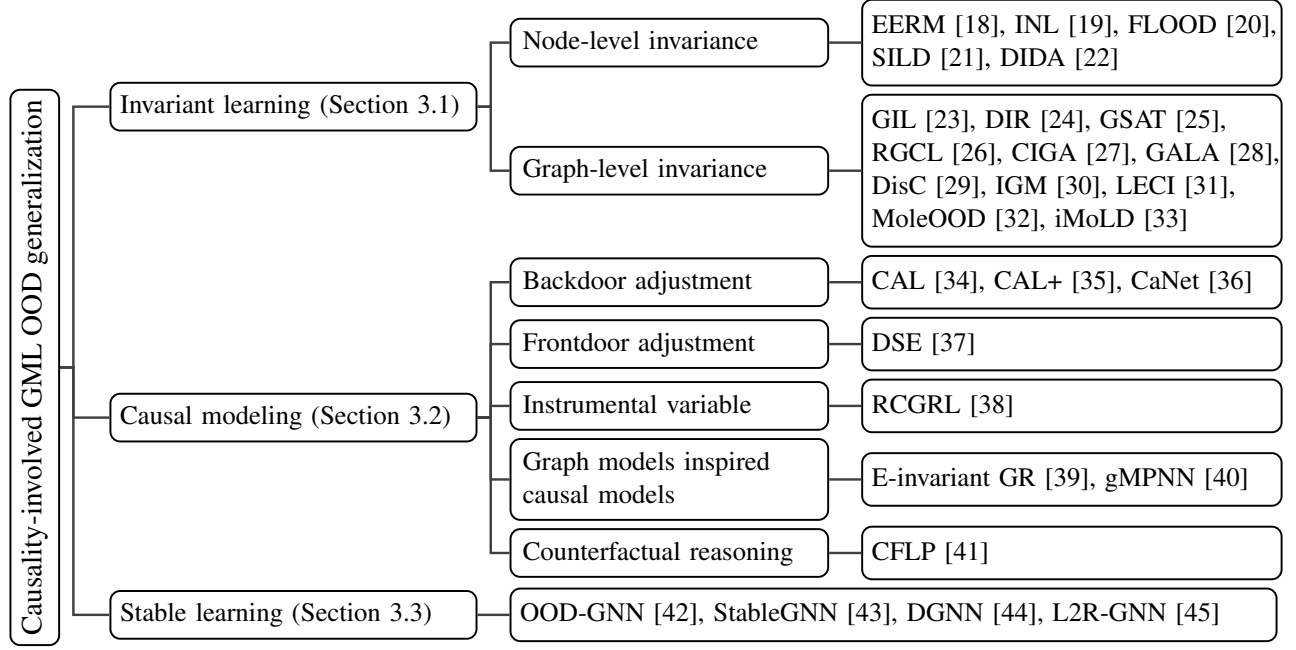 Causality-involved GML OOD generalization
Invariant learning (Section 3.1)
Node-level invariance
EERM [18], INL [19], FLOOD [20],
SILD [21], DIDA [22]
Graph-level invariance
GIL [23], DIR [24], GSAT [25],
RGCL [26], CIGA [27], GALA [28],
DisC [29], IGM [30], LECI [31],
MoleOOD [32], iMoLD [33]
Causal modeling (Section 3.2)
Backdoor adjustment
CAL [34], CAL+ [35], CaNet [36]
Frontdoor adjustment
DSE [37]
Instrumental variable
RCGRL [38]
Graph models inspired
causal models
E-invariant GR [39], gMPNN [40]
Counterfactual reasoning
CFLP [41]
Stable learning (Section 3.3)
OOD-GNN [42], StableGNN [43], DGNN [44], L2R-GNN [45]